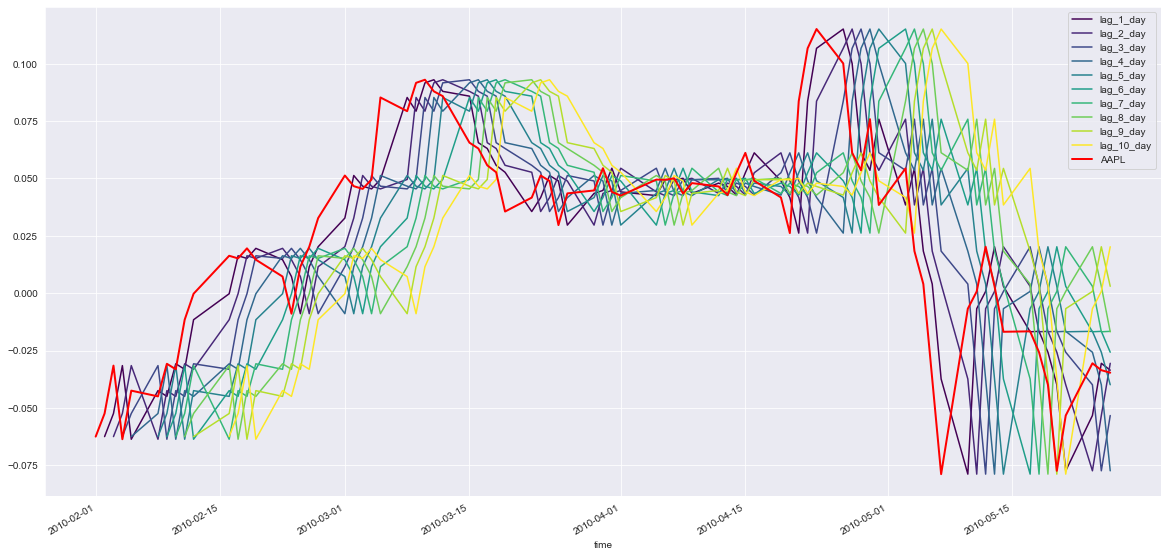 lag_1_day
lag_2_day
lag_3_day
lag_4_day
lag_5_day
lag_6_day
lag_7_day
lag_8_day
lag_9_day
lag_10_day
AAPL
0.100
0.075
0.050
0.025
0.000
−0.025
−0.050
−0.075
2010-02-01
2010-02-15
2010-03-01
2010-03-15
2010-04-01
2010-04-15
2010-05-01
2010-05-15
time